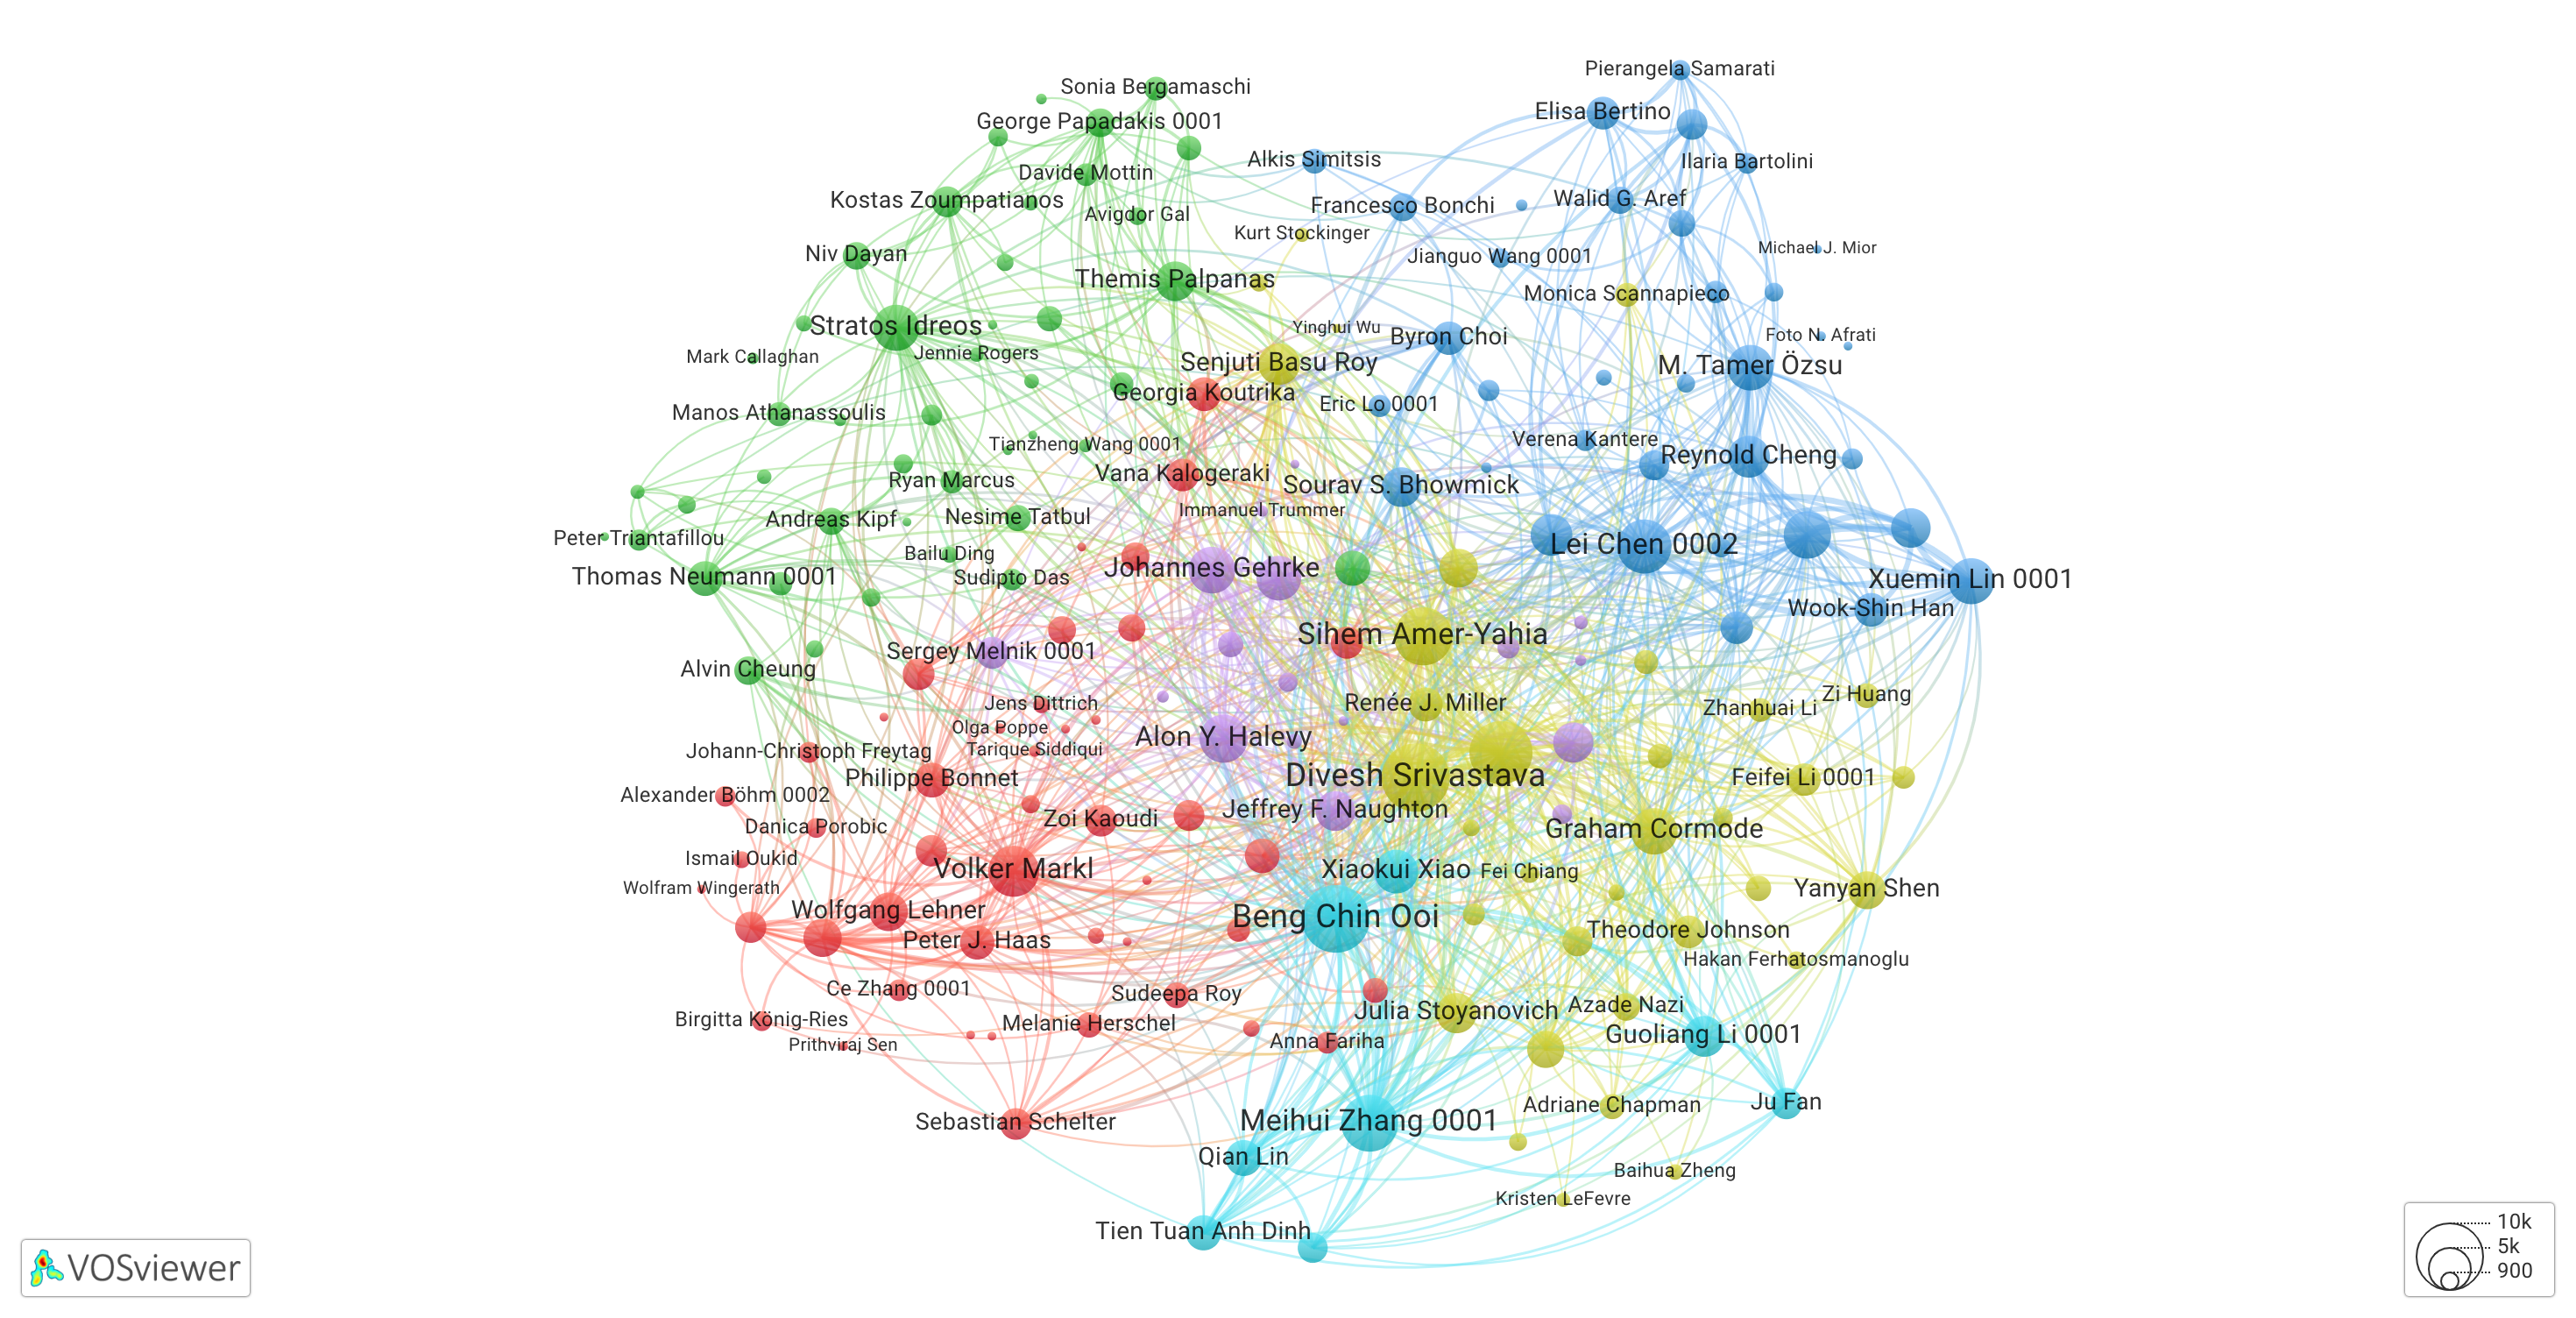 Pierangela Samarati
Sonia Bergamaschi
Elisa Bertino
George Papadakis 0001
Alkis Simitsis
Ilaria Bartolini
Davide Mottin
Kostas Zoumpatianos
Walid G. Aref
Francesco Bonchi
Avigdor Gal
Kurt Stockinger
Michael J. Mior
Niv Dayan
Jianguo Wang 0001
Themis Palpanas
Monica Scannapieco
Stratos Idreos
Yinghui Wu
Byron Choi
Foto N. Afrati
Jennie Rogers
Mark Callaghan
Senjuti Basu Roy
M. Tamer Özsu
Georgia Koutrika
Eric Lo 0001
Manos Athanassoulis
Verena Kantere
Tianzheng Wang 0001
Reynold Cheng
Vana Kalogeraki
Ryan Marcus
Sourav S. Bhowmick
Immanuel Trummer
Andreas Kipf
Nesime Tatbul
Peter Triantafillou
Lei Chen 0002
Bailu Ding
Johannes Gehrke
Thomas Neumann 0001
Sudipto Das
Xuemin Lin 0001
Wook-Shin Han
Sihem Amer-Yahia
Sergey Melnik 0001
Alvin Cheung
Zi Huang
Jens Dittrich
Renée J. Miller
Zhanhuai Li
Olga Poppe
Alon Y. Halevy
Tarique Siddiqui
Johann-Christoph Freytag
Philippe Bonnet
Divesh Srivastava
Feifei Li 0001
Alexander Böhm 0002
Jeffrey F. Naughton
Zoi Kaoudi
Danica Porobic
Graham Cormode
Ismail Oukid
Volker Markl
Xiaokui Xiao
Fei Chiang
Wolfram Wingerath
Yanyan Shen
Wolfgang Lehner
Beng Chin Ooi
Theodore Johnson
Peter J. Haas
Hakan Ferhatosmanoglu
Ce Zhang 0001
Sudeepa Roy
Azade Nazi
Julia Stoyanovich
Birgitta König-Ries
Melanie Herschel
Guoliang Li 0001
Anna Fariha
Prithviraj Sen
Ju Fan
Adriane Chapman
Sebastian Schelter
Meihui Zhang 0001
Qian Lin
Baihua Zheng
Kristen LeFevre
Tien Tuan Anh Dinh
VOSviewer
10k
5k
900